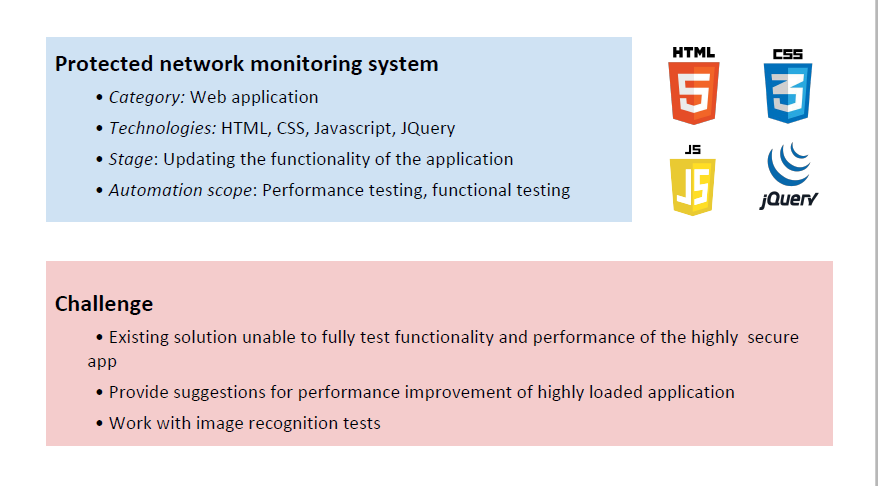 Protected network monitoring system
• Category: Web application
• Technologies: HTML, CSS, Javascript, JQuery
• Stage: Updating the functionality of the application
• Automation scope: Performance testing, functional testing
HTML
5
CSS
3
JS
JS
jQuery
Challenge
• Existing solution unable to fully test functionality and performance of the highly  secure
app
• Provide suggestions for performance improvement of highly loaded application
• Work with image recognition tests